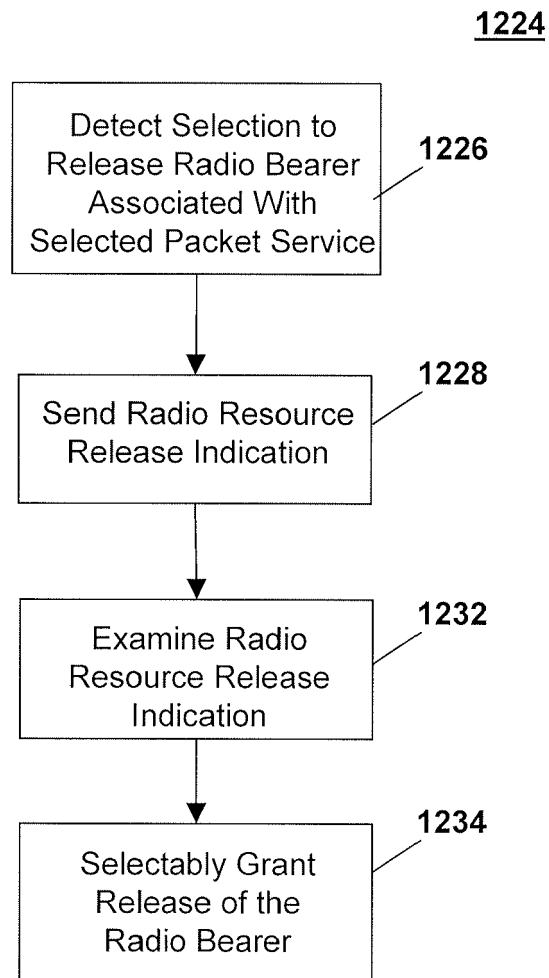 1224
Detect Selection to
Release Radio Bearer
Associated With
Selected Packet Service
1226
Send Radio Resource
Release Indication
1228
Examine Radio
Resource Release
Indication
1232
Selectably Grant
Release of the
Radio Bearer
1234